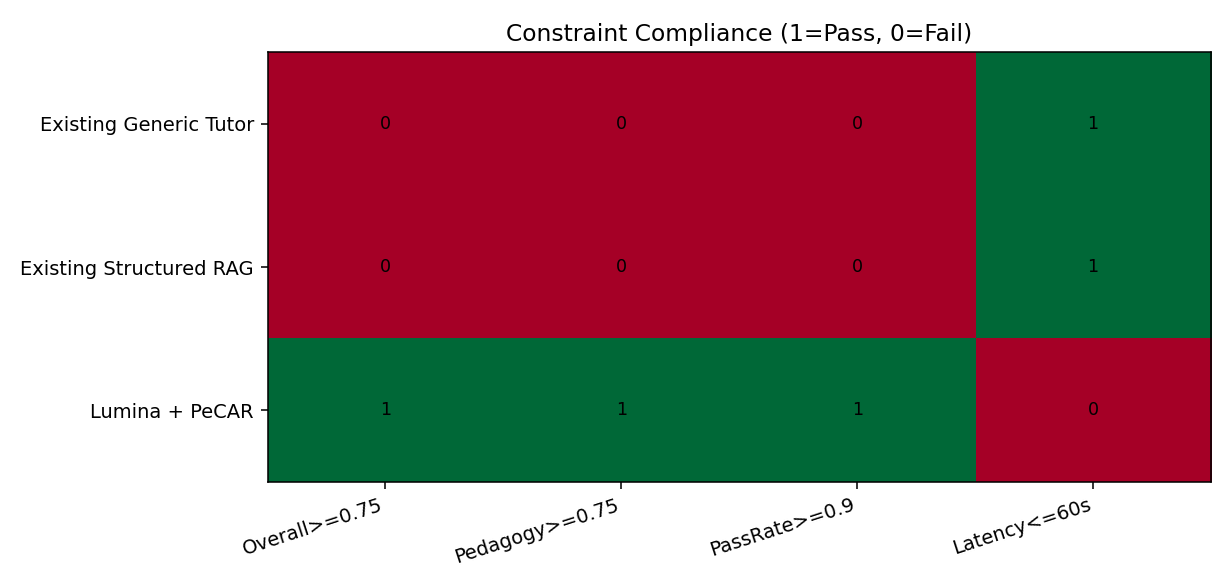 Constraint Compliance (1=Pass, 0=Fail)
Existing Generic Tutor 0 0 0 1
Existing Structured RAG 0 0 0 1
Lumina + PeCAR 1 1 1 0
Overall>=0.75 Pedagogy>=0.75 PassRate>=0.9 Latency<=60s